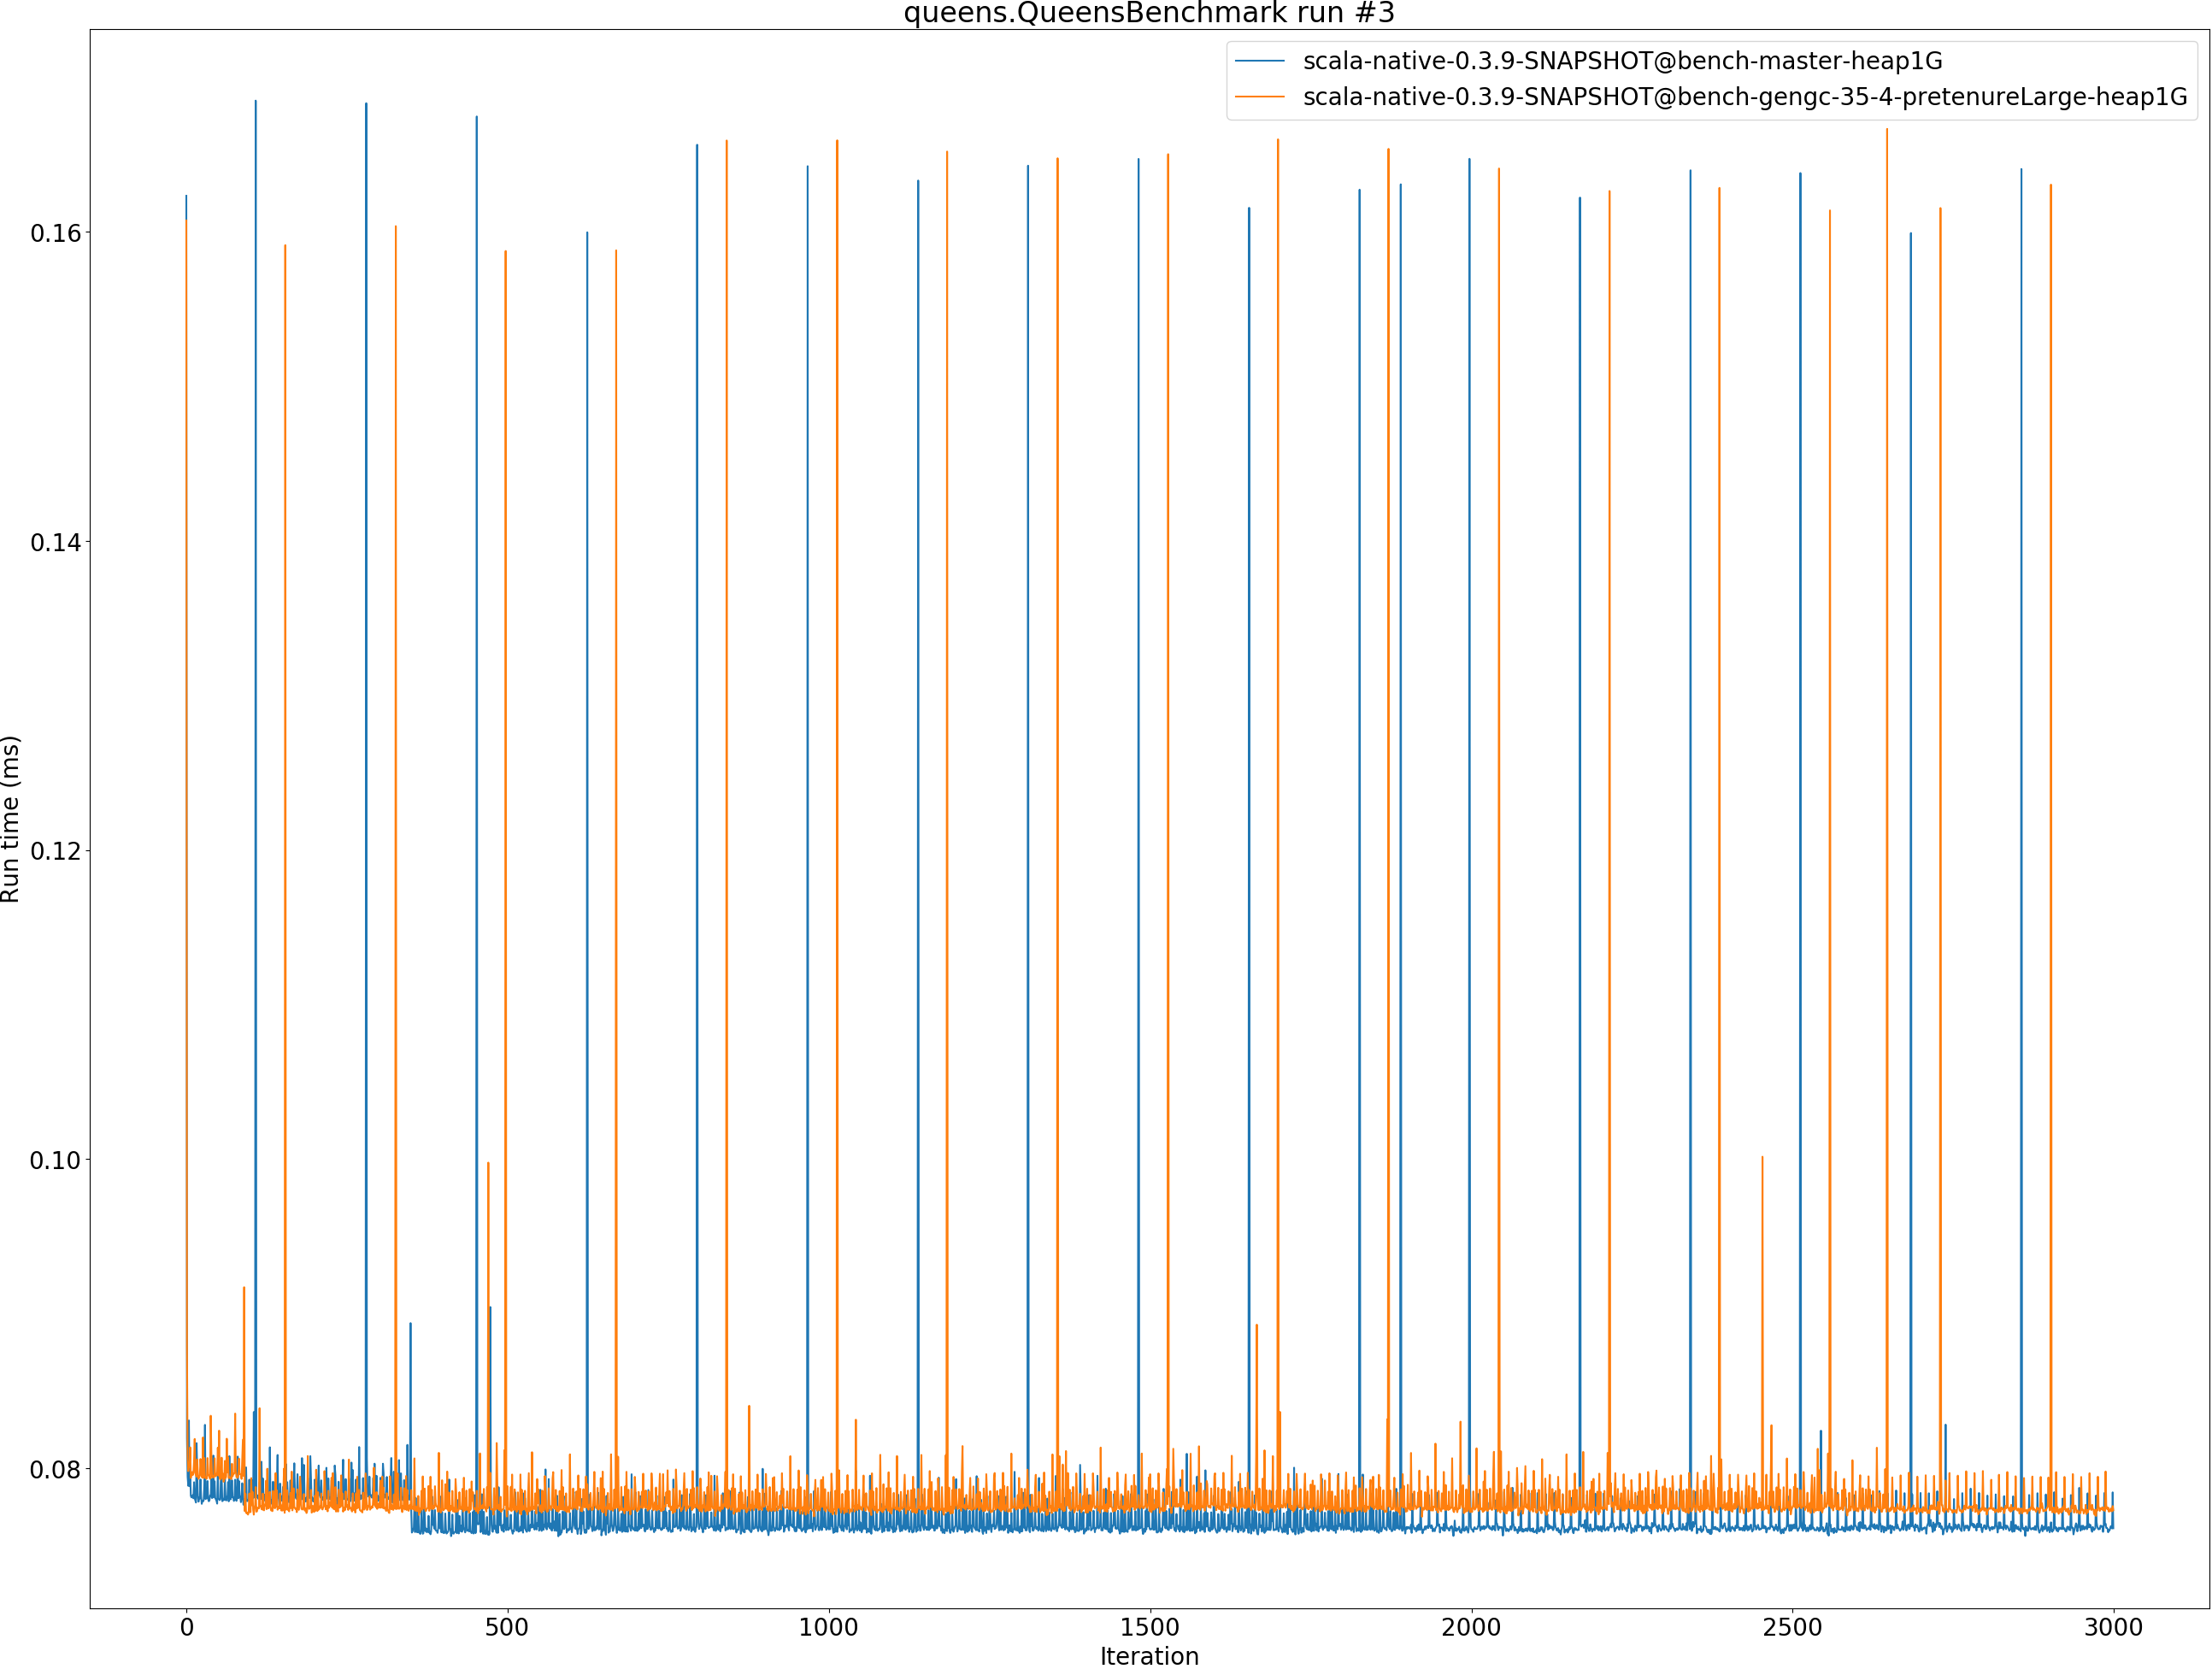 queens.QueensBenchmark run #3
scala-native-0.3.9-SNAPSHOT@bench-master-heap1G
scala-native-0.3.9-SNAPSHOT@bench-gengc-35-4-pretenureLarge-heap1G
0.16
0.14
0.12
0.10
0.08
Run time (ms)
0 500 1000 1500 2000 2500 3000
Iteration